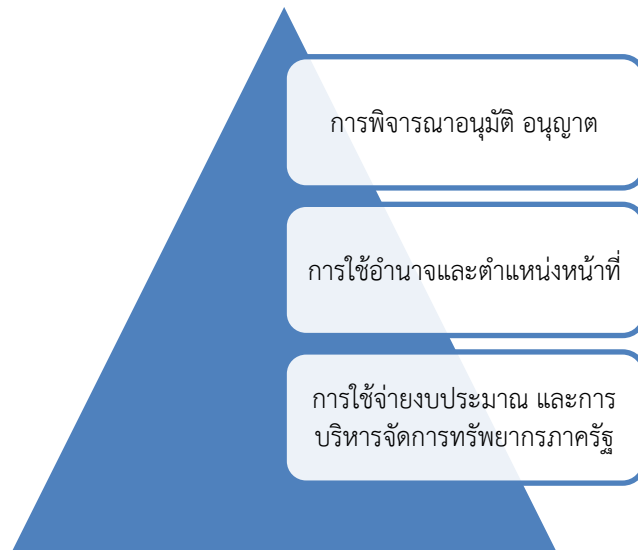 การพิจารณาอนุมัติ อนุญาต
การใช้อำนาจและตำแหน่งหน้าที่
การใช้จ่ายงบประมาณ และการ
บริหารจัดการทรัพยากรภาครัฐ